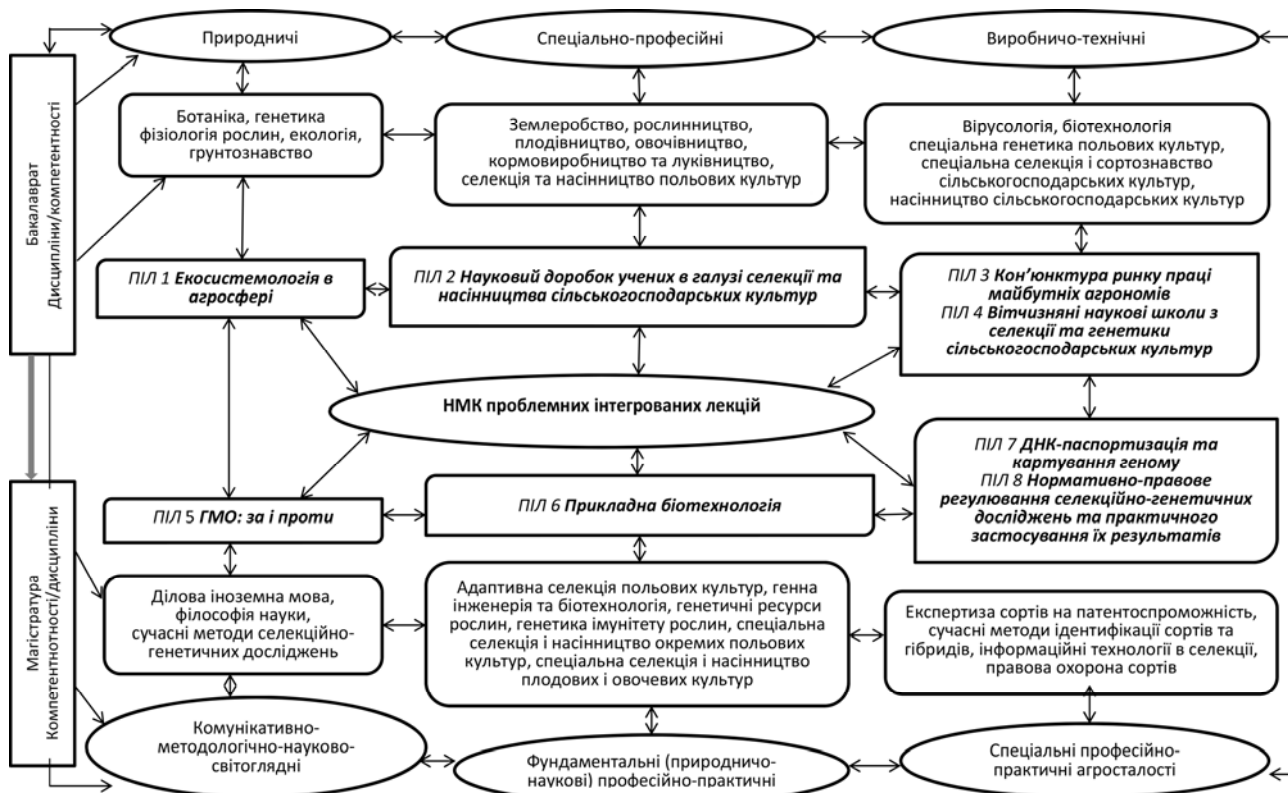 Природничі
Спеціально-професійні
Виробничо-технічні
Бакалаврат
Дисципліни/компетентності
Ботаніка, генетика
фізіологія рослин, екологія,
грунтознавство
Землеробство, рослинництво,
плодівництво, овочівництво,
кормовиробництво та луківництво,
селекція та насінництво польових культур
Вірусологія, біотехнологія
спеціальна генетика польових культур,
спеціальна селекція і сортознавство
сільськогосподарських культур,
насінництво сільськогосподарських культур
ПІЛ 1 Екосистемологія в
агросфері
ПІЛ 2 Науковий доробок учених в галузі селекції та
насінництва сільськогосподарських культур
ПІЛ 3 Кон’юнктура ринку праці
майбутніх агрономів
ПІЛ 4 Вітчизняні наукові школи з
селекції та генетики
сільськогосподарських культур
НМК проблемних інтегрованих лекцій
Магістратура
Компетентності/дисципліни
ПІЛ 5 ГМО: за і проти
ПІЛ 6 Прикладна біотехнологія
ПІЛ 7 ДНК-паспортизація та
картування геному
ПІЛ 8 Нормативно-правове
регулювання селекційно-генетичних
досліджень та практичного
застосування їх результатів
Ділова іноземна мова,
філософія науки,
сучасні методи селекційно-
генетичних досліджень
Адаптивна селекція польових культур, генна
інженерія та біотехнологія, генетичні ресурси
рослин, генетика імунітету рослин, спеціальна
селекція і насінництво окремих польових
культур, спеціальна селекція і насінництво
плодових і овочевих культур
Експертиза сортів на патентоспроможність,
сучасні методи ідентифікації сортів та
гібридів, інформаційні технології в селекції,
правова охорона сортів
Комунікативно-
методологічно-науково-
світоглядні
Фундаментальні (природничо-
наукові) професійно-практичні
Спеціальні професійно-
практичні агросталості